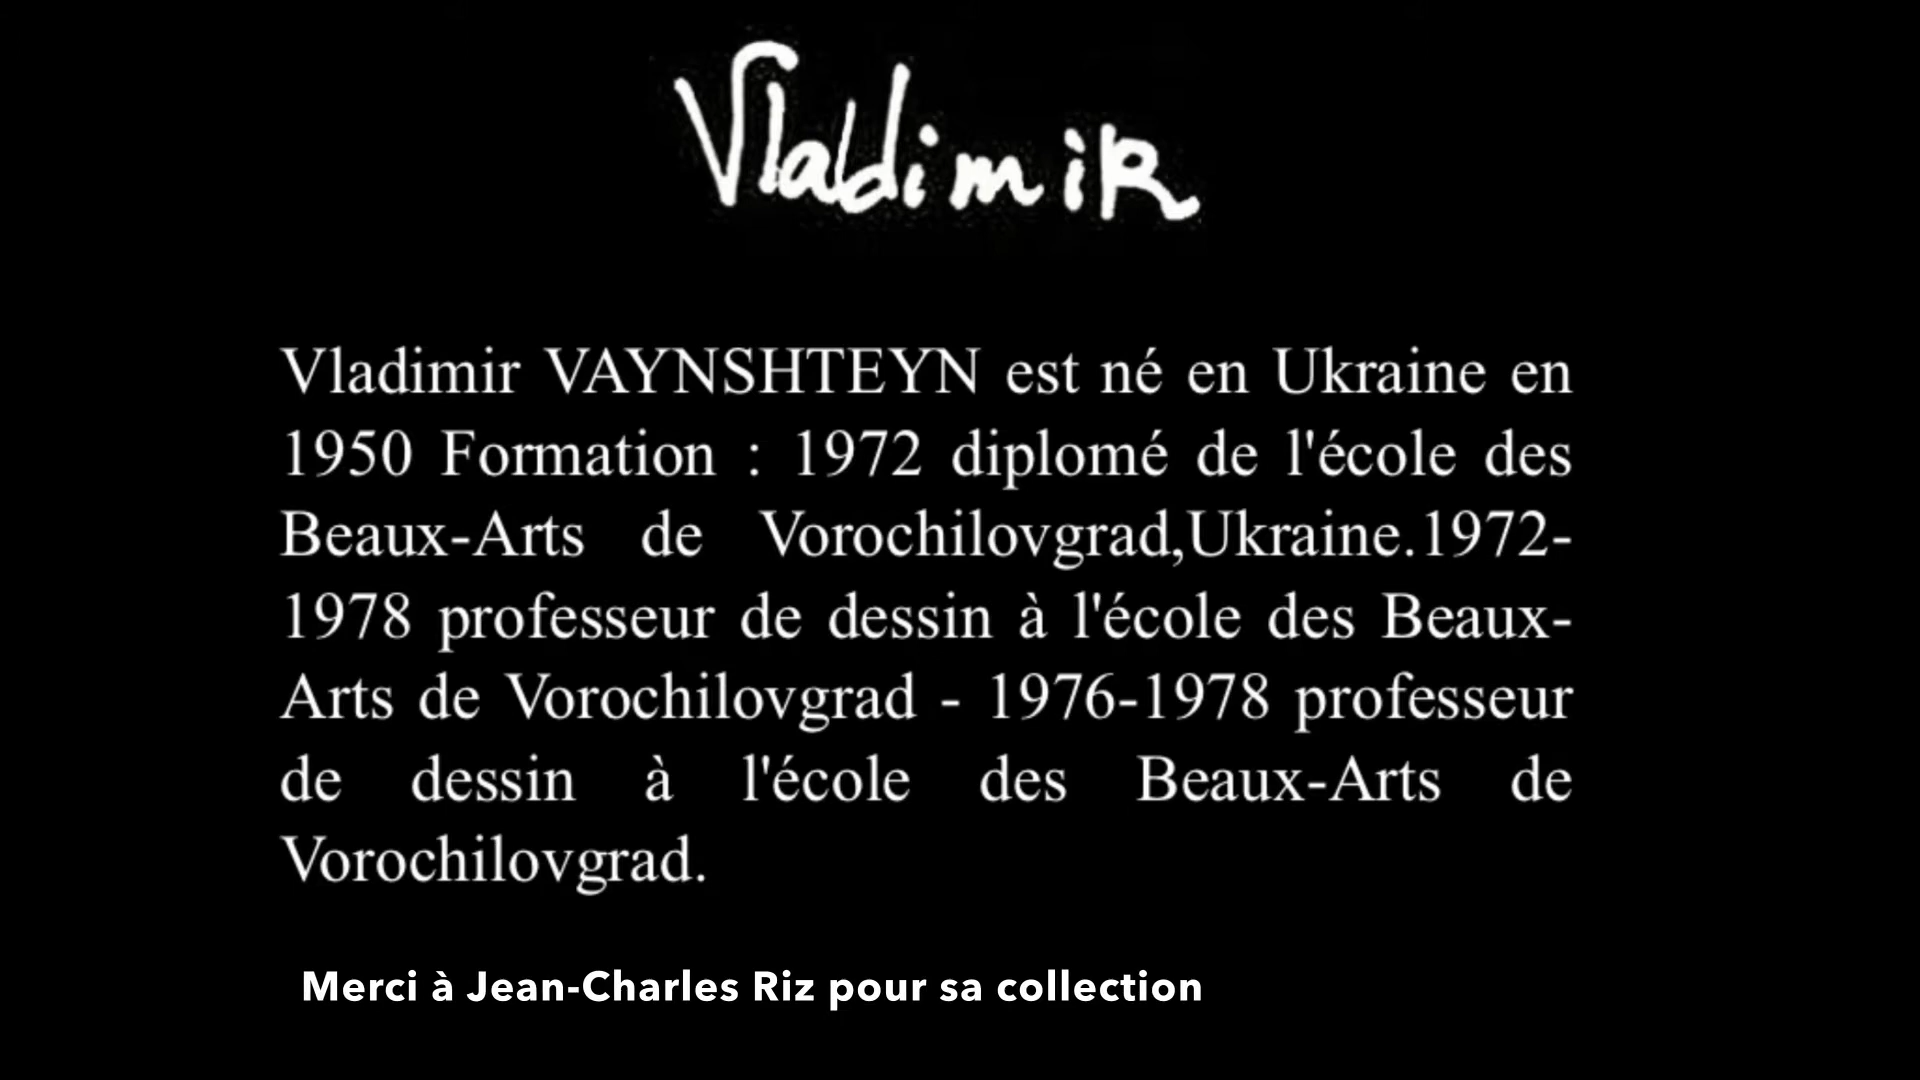 VladimiR
Vladimir VAYNSHTEYN est né en Ukraine en
1950 Formation : 1972 diplomé de l'école des
Beaux-Arts de Vorochilovgrad,Ukraine.1972-
1978 professeur de dessin à l'école des Beaux-
Arts de Vorochilovgrad - 1976-1978 professeur
de dessin à l'école des Beaux-Arts de
Vorochilovgrad.
Merci à Jean-Charles Riz pour sa collection